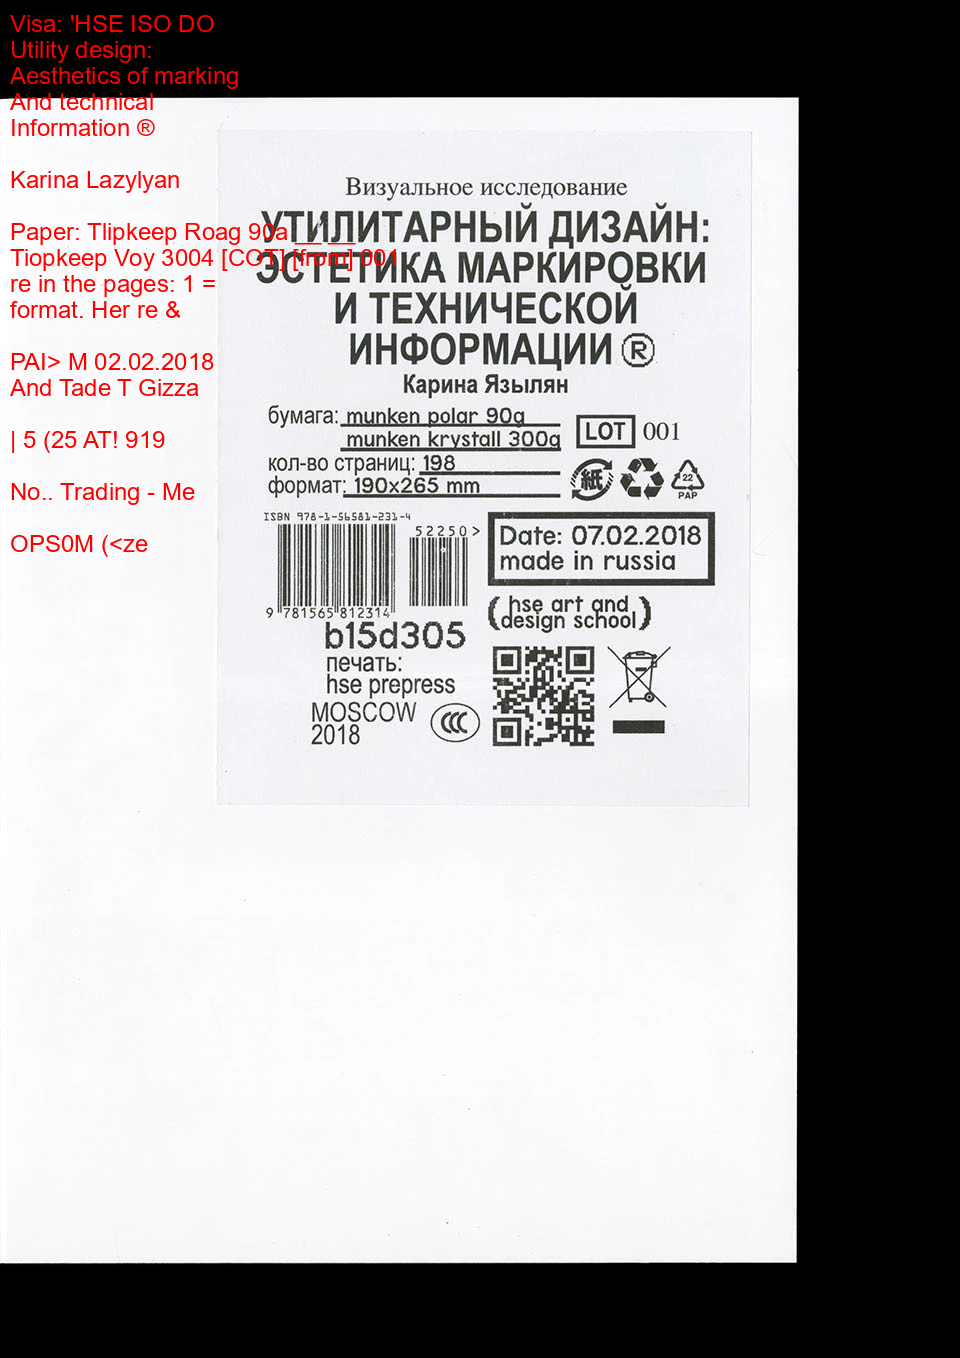 Visa: 'HSE ISO DO
Utility design:
Aesthetics of marking
And technical
Information ®
Karina Lazylyan
Paper: Tlipkeep Roag 90a __ __
Tiopkeep Voy 3004 [COT] [from] 001
re in the pages: 1 =
format. Her re &
PAI> M 02.02.2018
And Tade T Gizza
| 5 (25 AT! 919
No.. Trading - Me
OPS0M (<ze
Визуальное исследование
УТИЛИТАРНЫЙ ДИЗАЙН:
ЭСТЕТИКА МАРКИРОВКИ
И ТЕХНИЧЕСКОЙ
ИНФОРМАЦИИ ®
Карина Язылян
бумага: munken polar 90g
munken krystall 300g
LOT 001
кол-во страниц: 198
формат: 190x265 mm
紙
22
PAP
ISBN 978-1-56581-231-4
52250>
9 781565 812314
Date: 07.02.2018
made in russia
(hse art and
design school)
b15d305
печать:
hse prepress
MOSCOW
2018
CCC